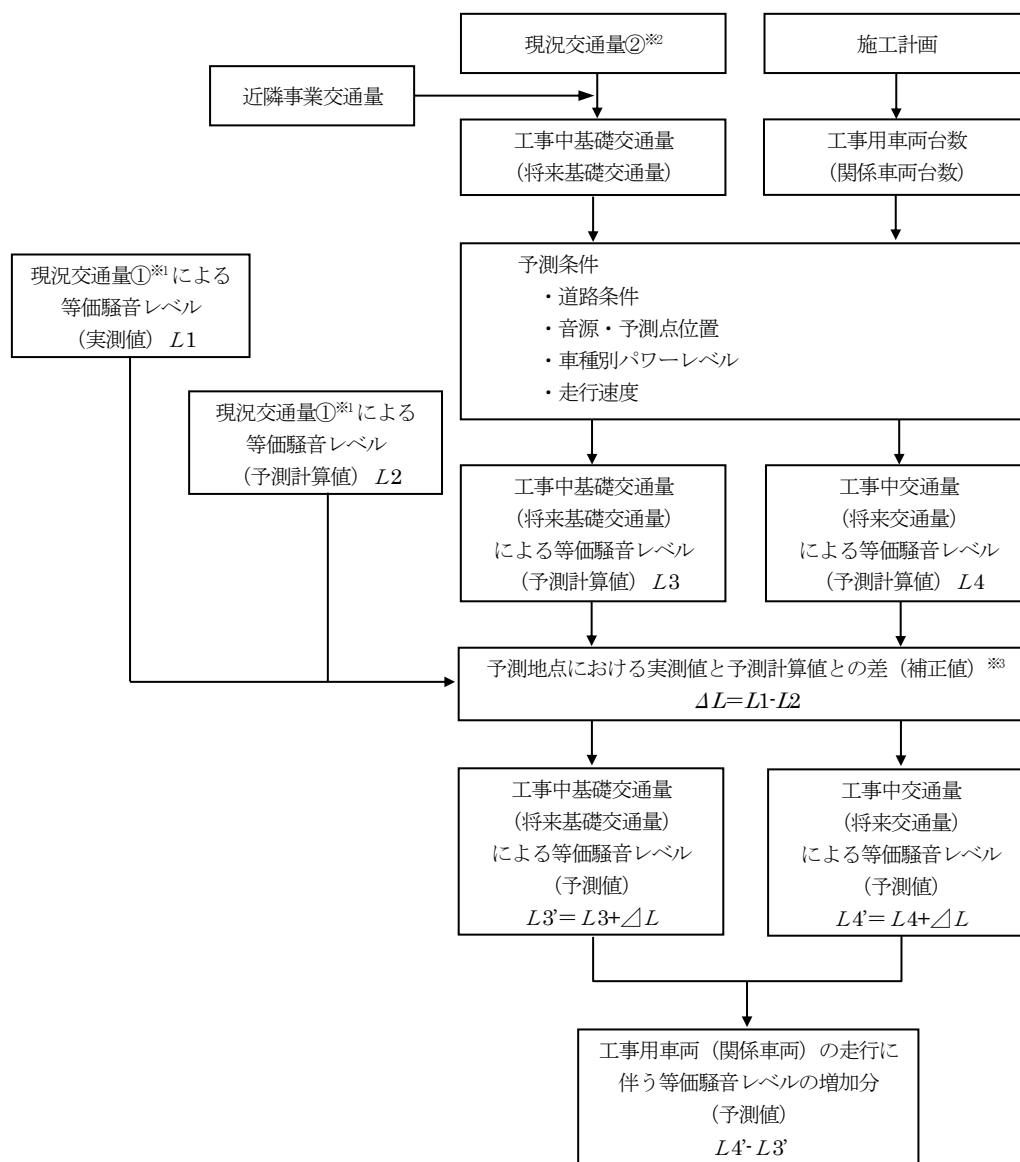 現況交通量②※2
施工計画
近隣事業交通量
工事中基礎交通量
(将来基礎交通量)
工事用車両台数
(関係車両台数)
現況交通量①※1による
等価騒音レベル
(実測値) L1
予測条件
・道路条件
・音源・予測点位置
・車種別パワーレベル
・走行速度
現況交通量①※1による
等価騒音レベル
(予測計算値) L2
工事中基礎交通量
(将来基礎交通量)
による等価騒音レベル
(予測計算値) L3
工事中交通量
(将来交通量)
による等価騒音レベル
(予測計算値) L4
予測地点における実測値と予測計算値との差(補正値)※3
ΔL=L1-L2
工事中基礎交通量
(将来基礎交通量)
による等価騒音レベル
(予測値)
L3'= L3+⊿L
工事中交通量
(将来交通量)
による等価騒音レベル
(予測値)
L4'= L4+⊿L
工事用車両(関係車両)の走行に
伴う等価騒音レベルの増加分
(予測値)
L4'- L3'